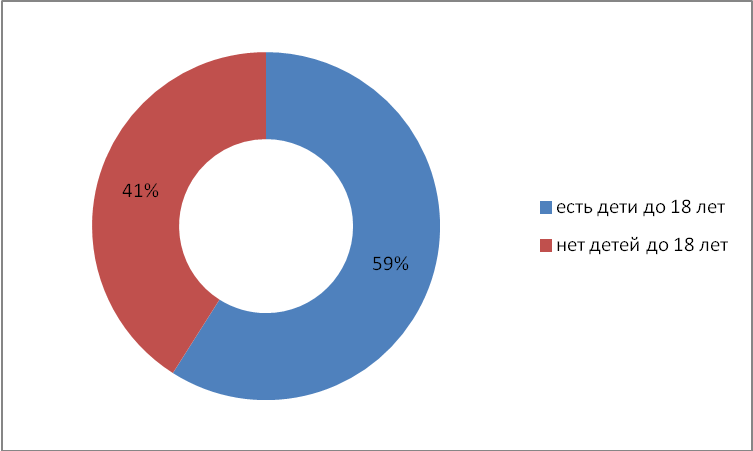 41%
59%
есть дети до 18 лет
нет детей до 18 лет